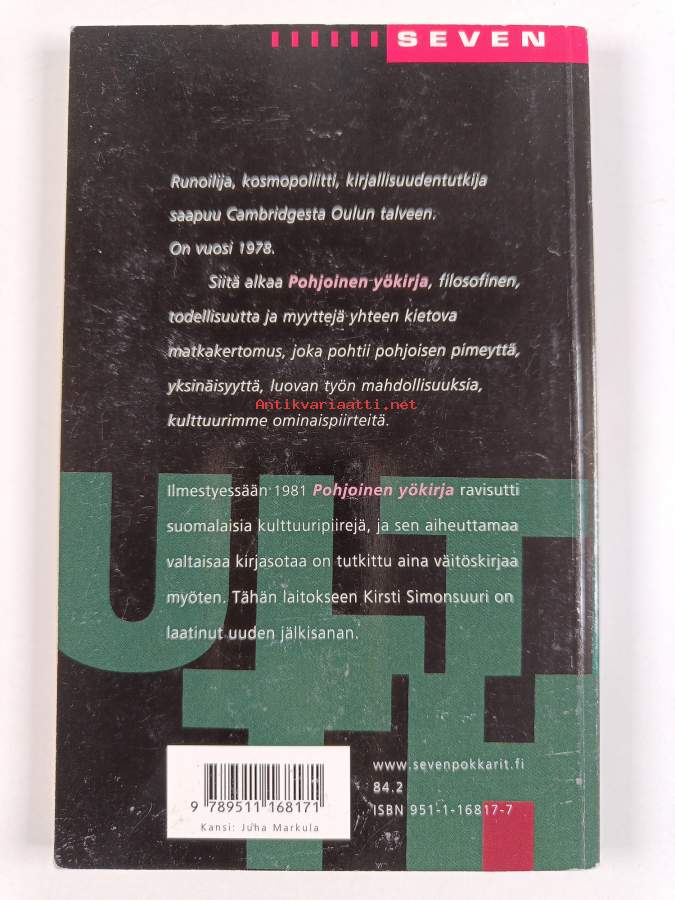 SEVEN
Runoilija, kosmopoliitti, kirjallisuudentutkija
saapuu Cambridgesta Oulun talveen.
On vuosi 1978.
Siitä alkaa Pohjoinen yökirja, filosofinen,
todellisuutta ja myyttejä yhteen kietova
matkakertomus, joka pohtii pohjoisen pimeyttä,
yksinäisyyttä, luovan työn mahdollisuuksia,
Antikvariaatti.net
kulttuurimme ominaispiirteitä.
Ilmestyessään 1981 Pohjoinen yökirja ravisutti
suomalaisia kulttuuripiirejä, ja sen aiheuttamaa
valtaisaa kirjasotaa on tutkittu aina väitöskirjaa
myöten. Tähän laitokseen Kirsti Simonsuuri on
laatinut uuden jälkisanan.
ULT
TH
www.sevenpokkarit.fi
84.2
ISBN 951-1-16817-7
9 789511 168171
Kansi: Juha Markula